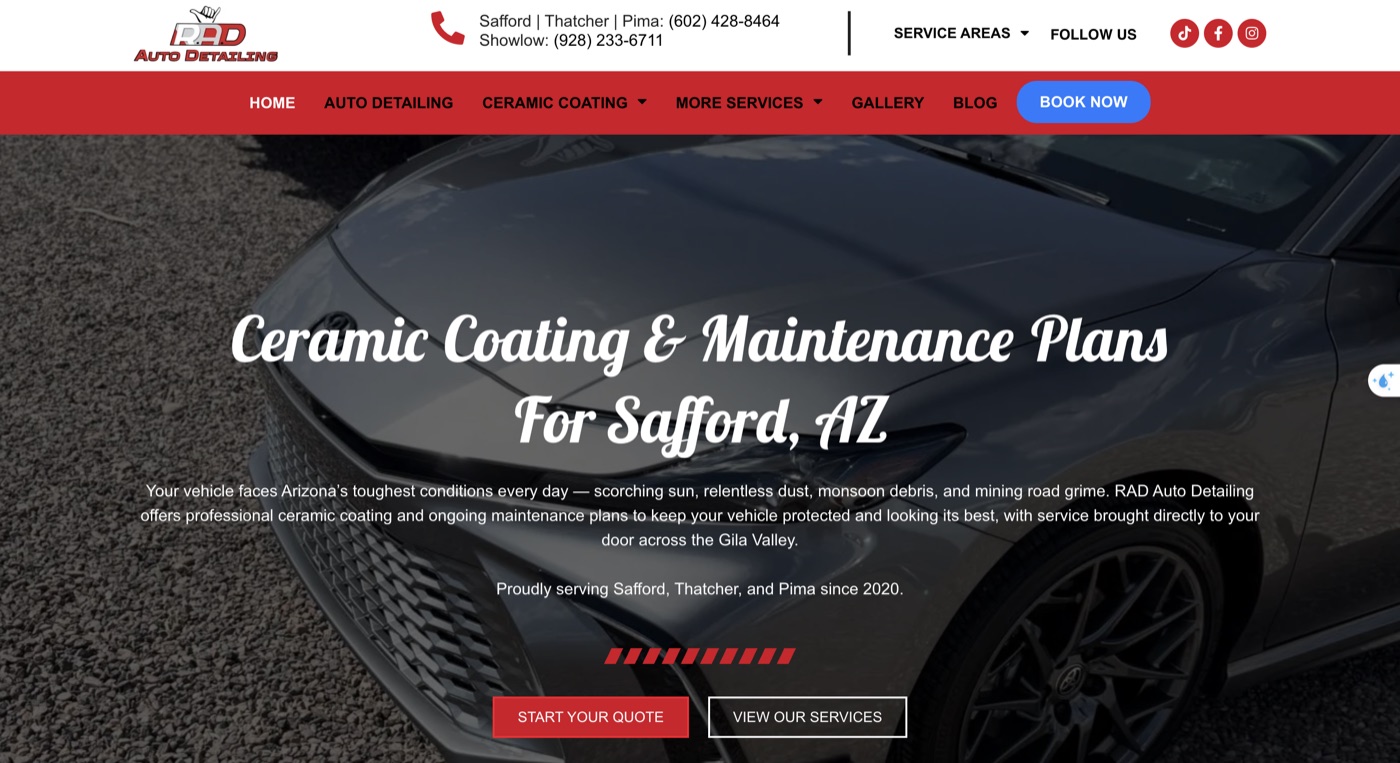 RAD
AUTO DETAILING
Safford | Thatcher | Pima: (602) 428-8464
Showlow: (928) 233-6711
SERVICE AREAS
FOLLOW US
HOME
AUTO DETAILING
CERAMIC COATING
MORE SERVICES
GALLERY
BLOG
BOOK NOW
Ceramic Coating & Maintenance Plans
For Safford, AZ
Your vehicle faces Arizona's toughest conditions every day — scorching sun, relentless dust, monsoon debris, and mining road grime. RAD Auto Detailing
offers professional ceramic coating and ongoing maintenance plans to keep your vehicle protected and looking its best, with service brought directly to your
door across the Gila Valley.
Proudly serving Safford, Thatcher, and Pima since 2020.
START YOUR QUOTE
VIEW OUR SERVICES